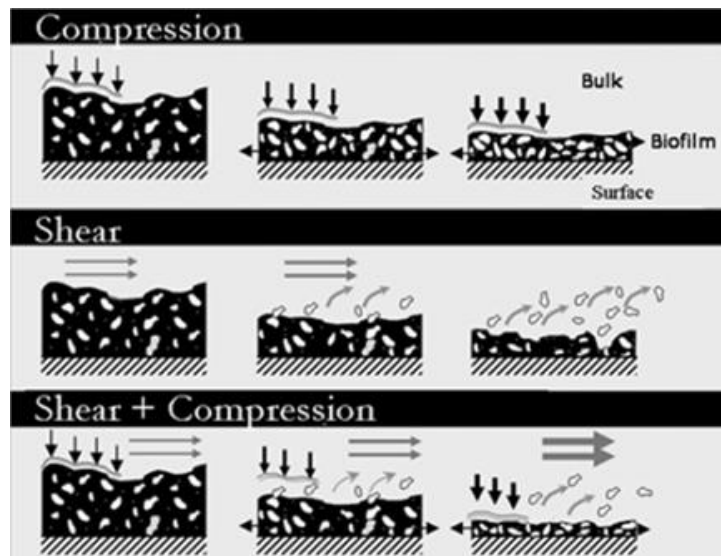 Compression
Bulk
Biofilm
Surface
Shear
Shear + Compression